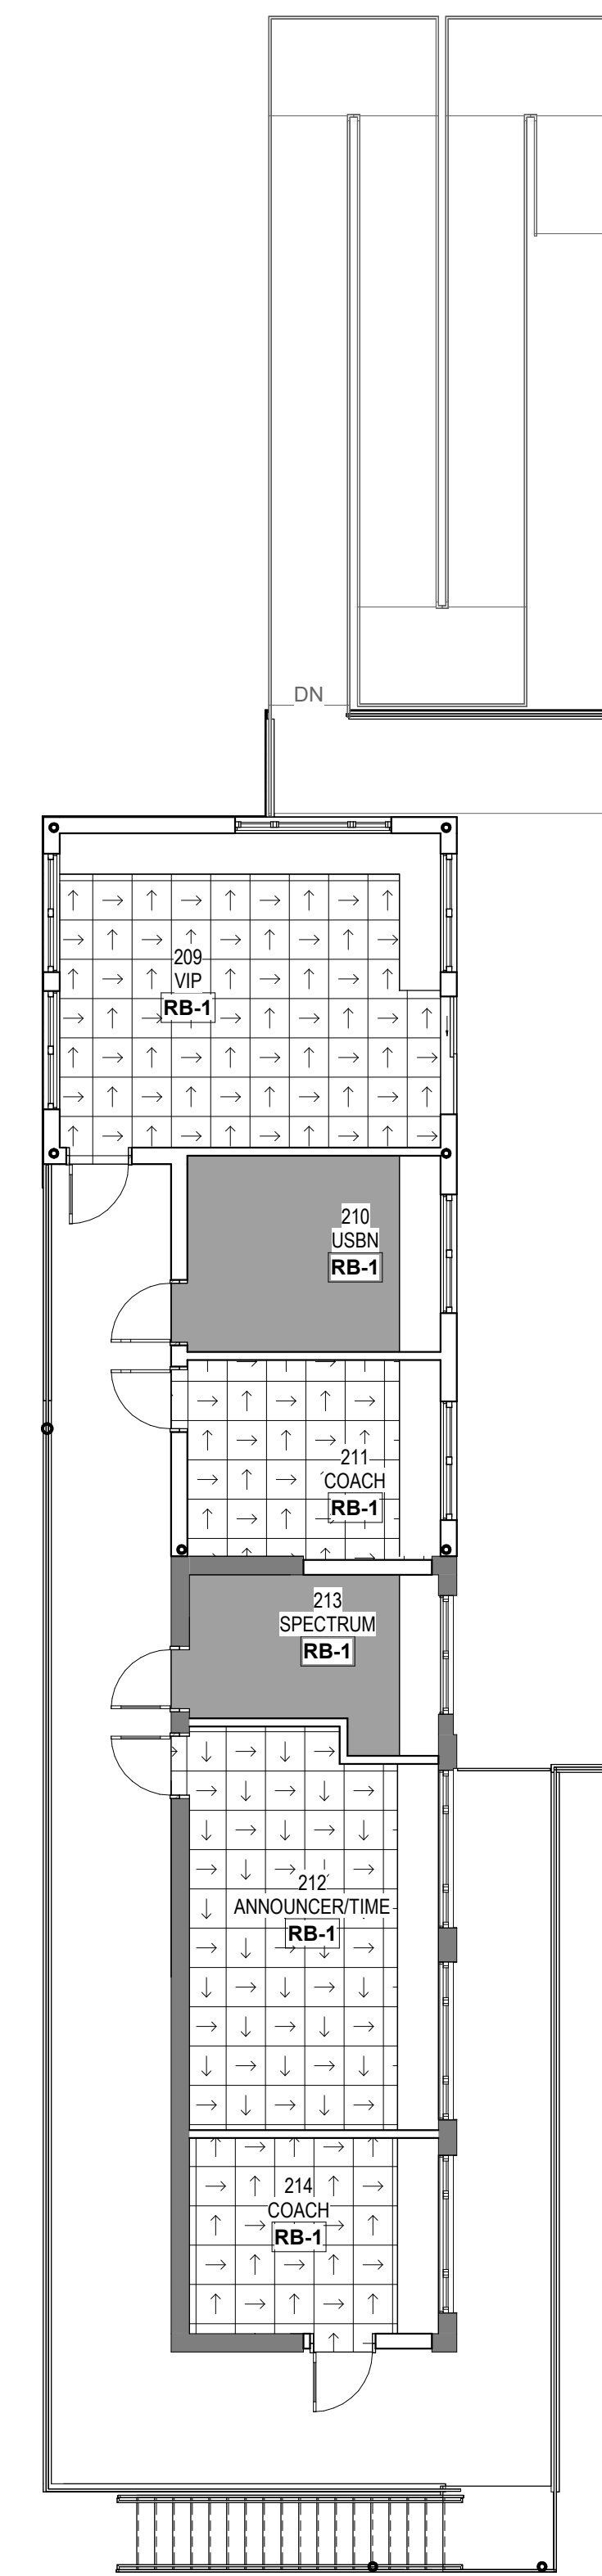 DN
209
VIP
RB-1
210
USBN
RB-1
211
COACH
RB-1
213
SPECTRUM
RB-1
212
ANNOUNCER/TIME
RB-1
214
COACH
RB-1